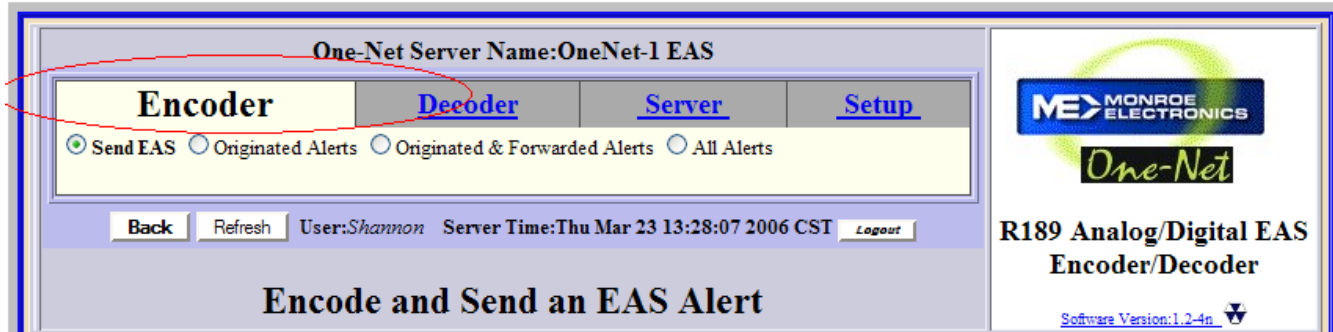 One-Net Server Name:OneNet-1 EAS
Encoder Decoder Server Setup
Send EAS Originated Alerts Originated & Forwarded Alerts All Alerts
Back Refresh User:Shannon Server Time:Thu Mar 23 13:28:07 2006 CST Logout
Encode and Send an EAS Alert
ME MONROE
ELECTRONICS
One-Net
R189 Analog/Digital EAS
Encoder/Decoder
Software Version:1.2-4n